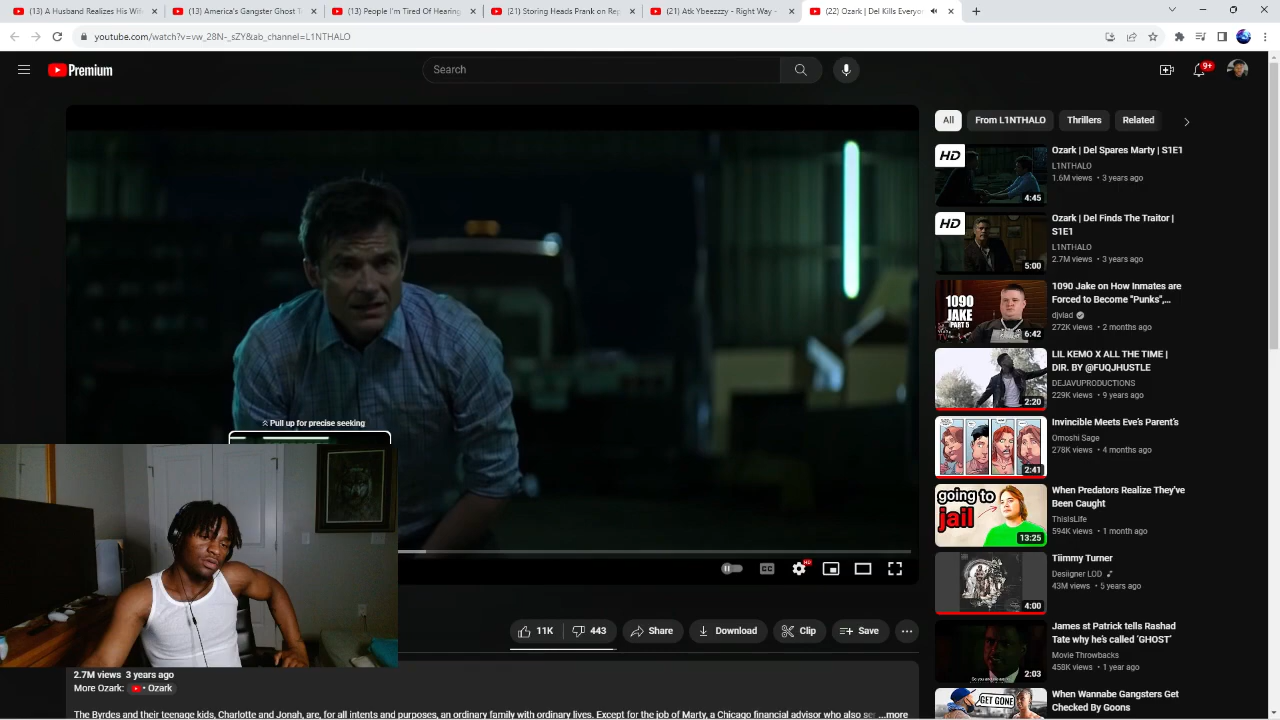 (13) A Husband Realizes His Wif
(13) America's Gangster Ghost T
(13) People I'm Tired Of Hearing
(21) Storing Heads Prank on Rep
(21) Atk Ybeezzzy - Right Way -
(22) Ozark | Del Kills Everyon
youtube.com/watch?v=vw_28N-_sZY&ab_channel=L1NTHALO
Premium
Search
9+
All
From L1NTHALO
Thrillers
Related
HD
4:45
Ozark | Del Spares Marty | S1E1
L1NTHALO
1.6M views • 3 years ago
HD
5:00
Ozark | Del Finds The Traitor |
S1E1
L1NTHALO
2.7M views • 3 years ago
1090
JAKE
PART 5
6:42
1090 Jake on How Inmates are
Forced to Become "Punks",...
djvlad
272K views • 2 months ago
2:20
LIL KEMO X ALL THE TIME |
DIR. BY @FUQJHUSTLE
DEJAVUPRODUCTIONS
229K views • 9 years ago
2:41
Invincible Meets Eve's Parent's
Omoshi Sage
278K views • 4 months ago
going to
jail
13:25
When Predators Realize They've
Been Caught
ThisIsLife
594K views • 1 month ago
4:00
Tiimmy Turner
Desiigner LOD
43M views • 5 years ago
2:03
James st Patrick tells Rashad
Tate why he's called 'GHOST'
Movie Throwbacks
458K views • 1 year ago
GET GONE
When Wannabe Gangsters Get
Checked By Goons
Pull up for precise seeking
CC
HD
11K
443
Share
Download
Clip
Save
2.7M views 3 years ago
More Ozark: • Ozark
The Byrdes and their teenage kids, Charlotte and Jonah, are, for all intents and purposes, an ordinary family with ordinary lives. Except for the job of Marty, a Chicago financial advisor who also ser ...more